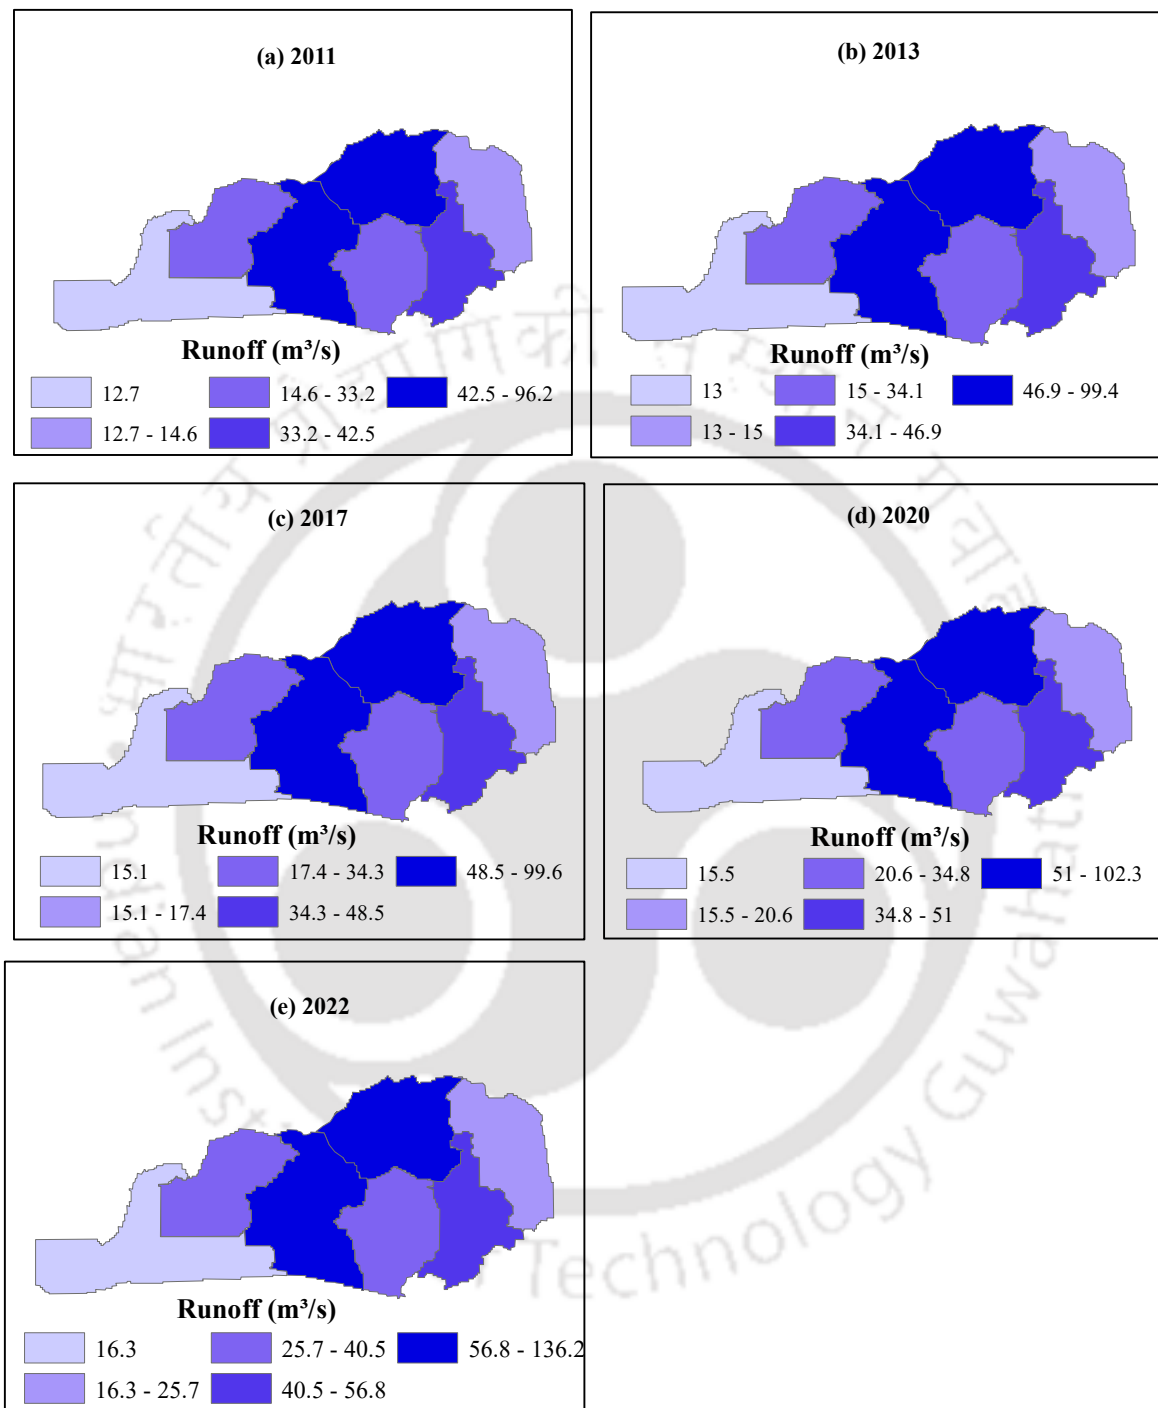 (a) 2011
Runoff (m³/s)
12.7
14.6 - 33.2
42.5 - 96.2
12.7 - 14.6
33.2 - 42.5
(b) 2013
Runoff (m³/s)
13
15 - 34.1
46.9 - 99.4
13 - 15
34.1 - 46.9
(c) 2017
Runoff (m³/s)
15.1
17.4 - 34.3
48.5 - 99.6
15.1 - 17.4
34.3 - 48.5
(d) 2020
Runoff (m³/s)
15.5
20.6 - 34.8
51 - 102.3
15.5 - 20.6
34.8 - 51
(e) 2022
Runoff (m³/s)
16.3
25.7 - 40.5
56.8 - 136.2
16.3 - 25.7
40.5 - 56.8
Technology Guwahati